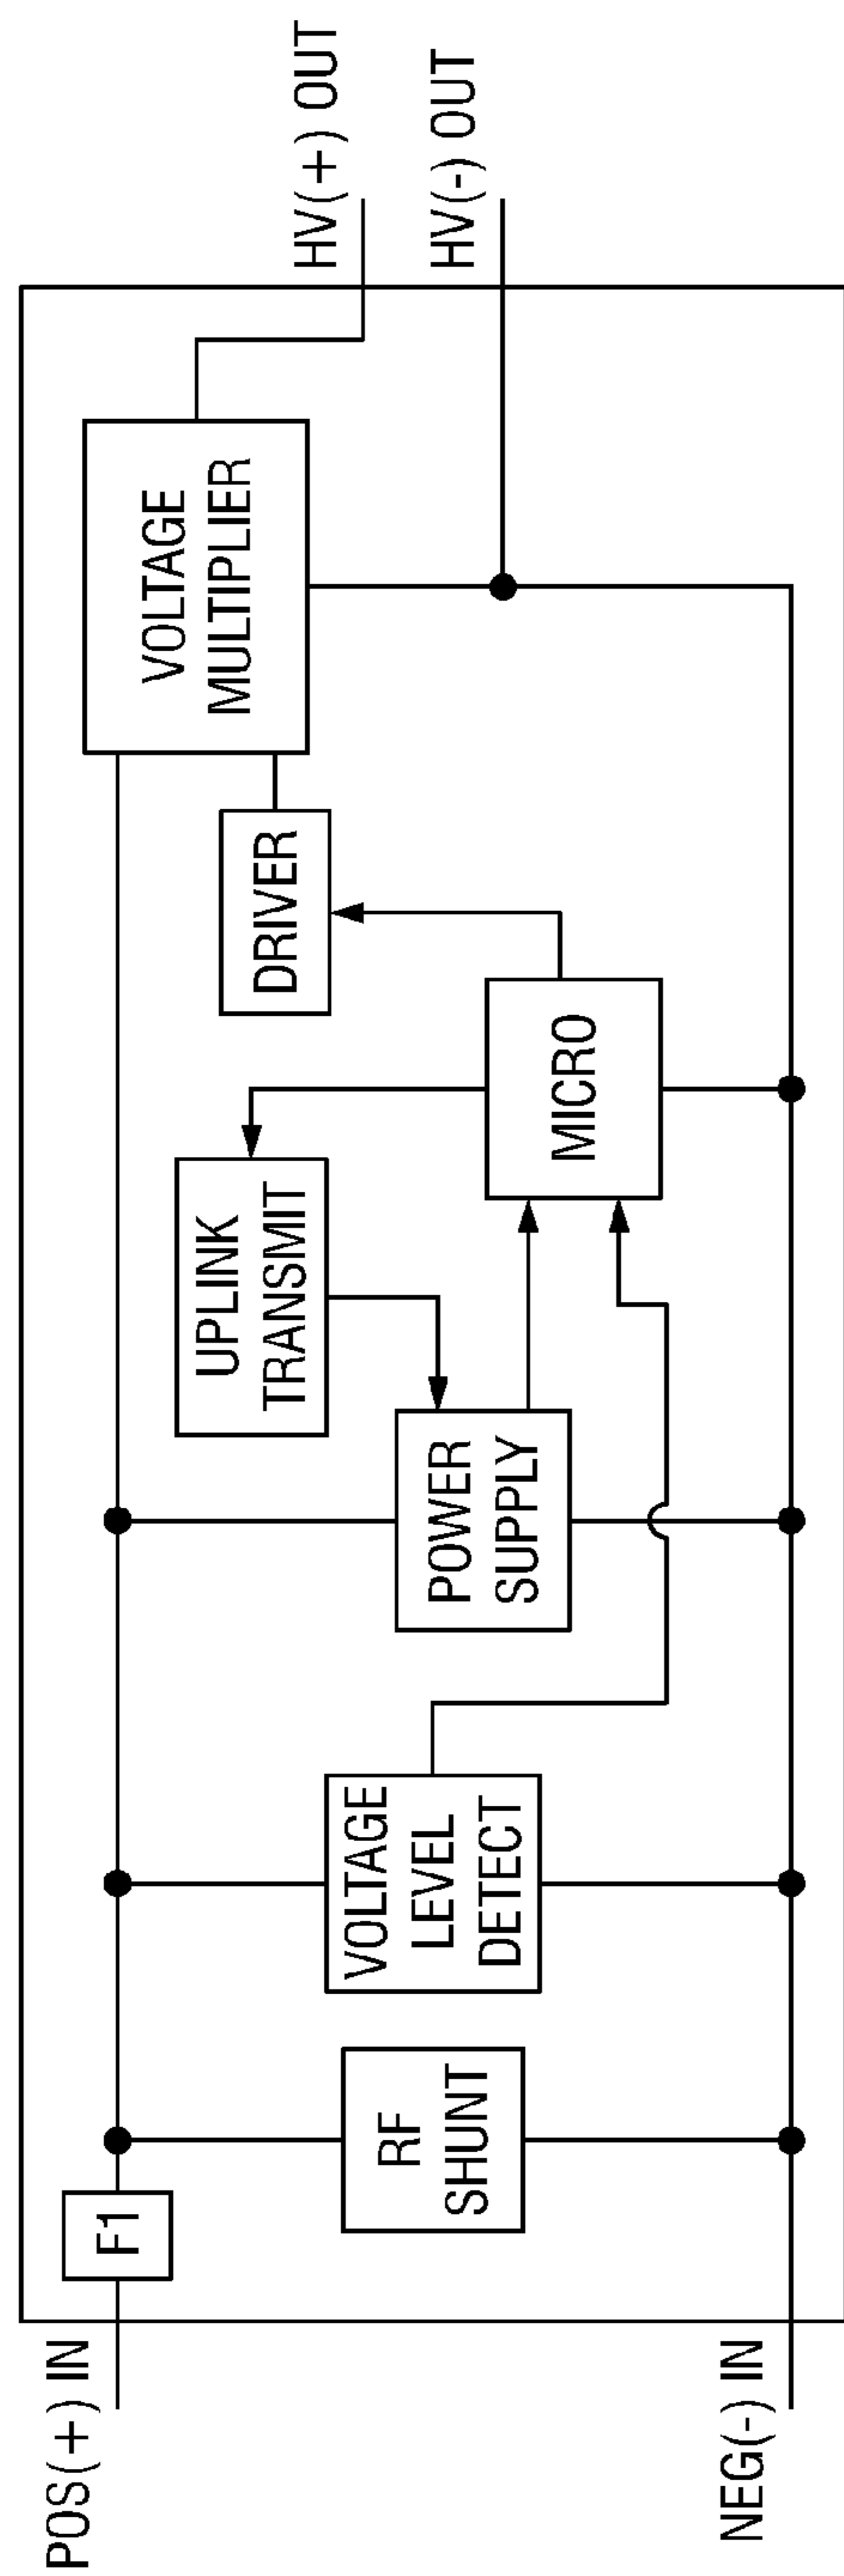 POS(+) IN
F1
RF
SHUNT
VOLTAGE
LEVEL
DETECT
POWER
SUPPLY
UPLINK
TRANSMIT
MICRO
DRIVER
VOLTAGE
MULTIPLIER
HV(+) OUT
HV(-) OUT
NEG(-) IN